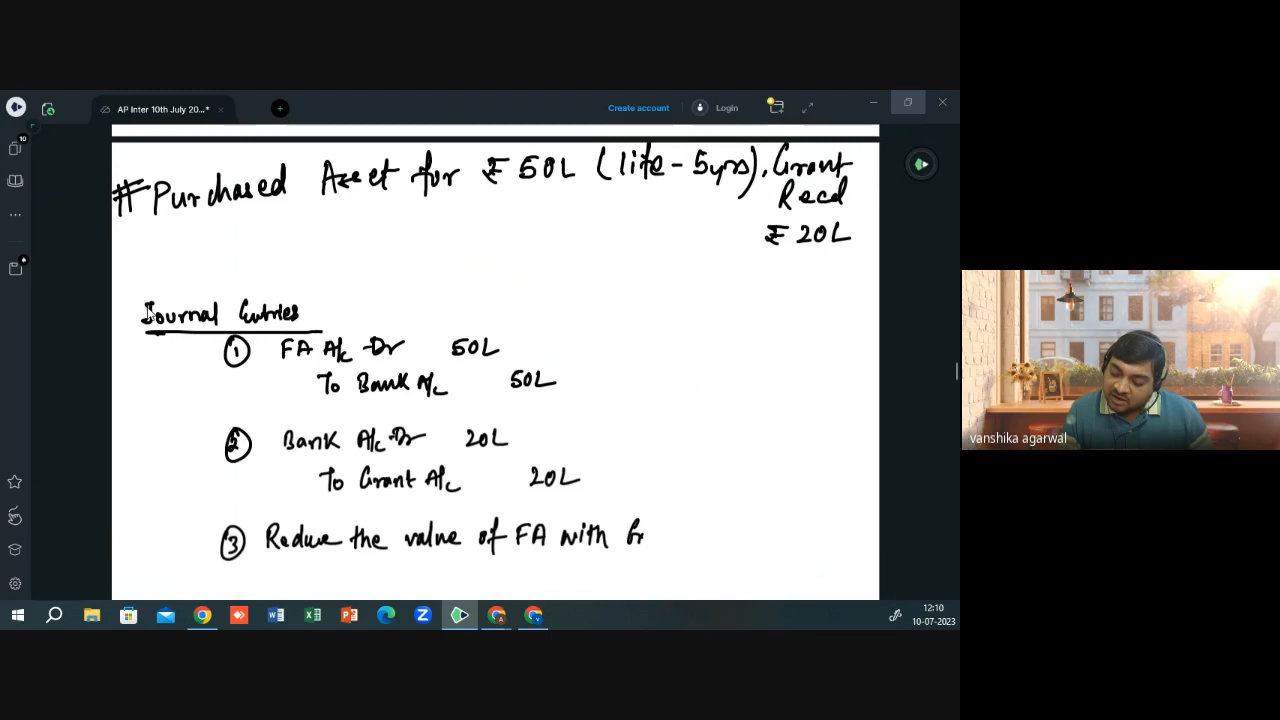 AP Inter 10th July 20...*
Create account
Login
10
# Purchased Asset for ₹ 50L (life - 5yrs). Grant
Recd
₹ 20L
Journal Entries
① FA A/c Dr 50L
To Bank A/c 50L
② Bank A/c Dr 20L
To Grant A/c 20L
③ Reduce the value of FA with
vanshika agarwal
12:10
10-07-2023